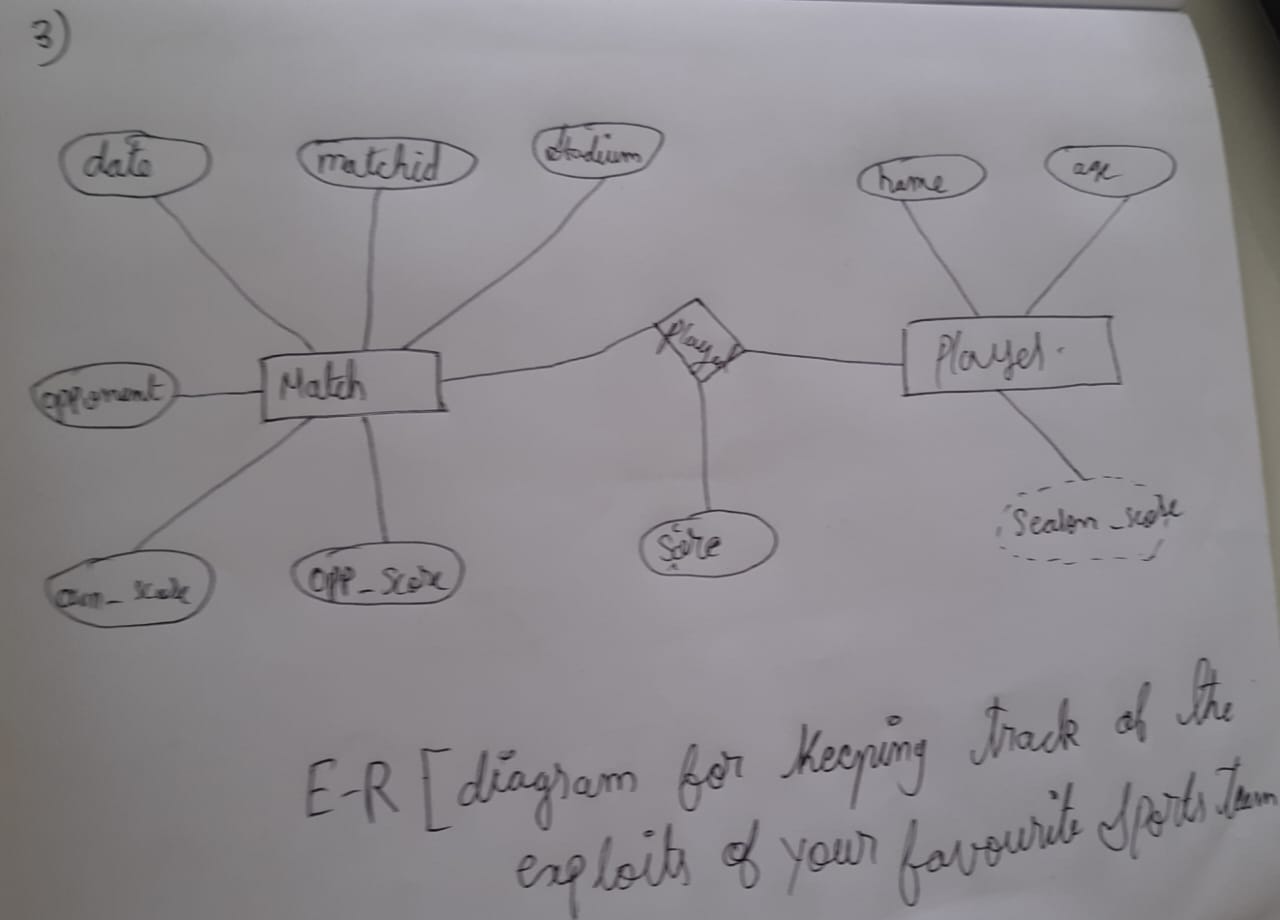 3)
date
matchid
stadium
name
age
opponent
Match
played
Player
own_score
opp_score
Score
Season_score
E-R [diagram for keeping track of the
exploits of your favourite sports team